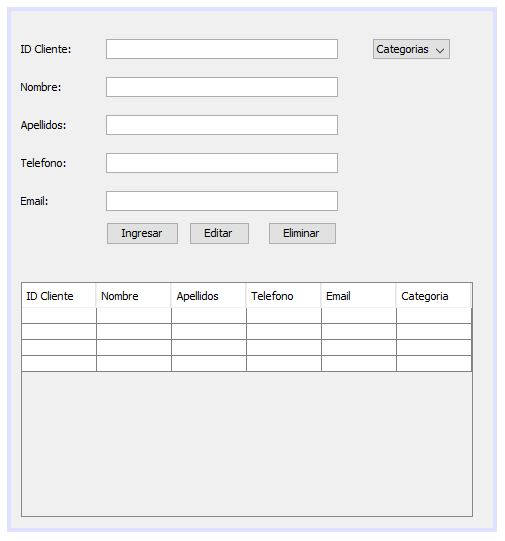 ID Cliente: Categorias
Nombre:
Apellidos:
Telefono:
Email:
Ingresar Editar Eliminar
ID Cliente Nombre Apellidos Telefono Email Categoria